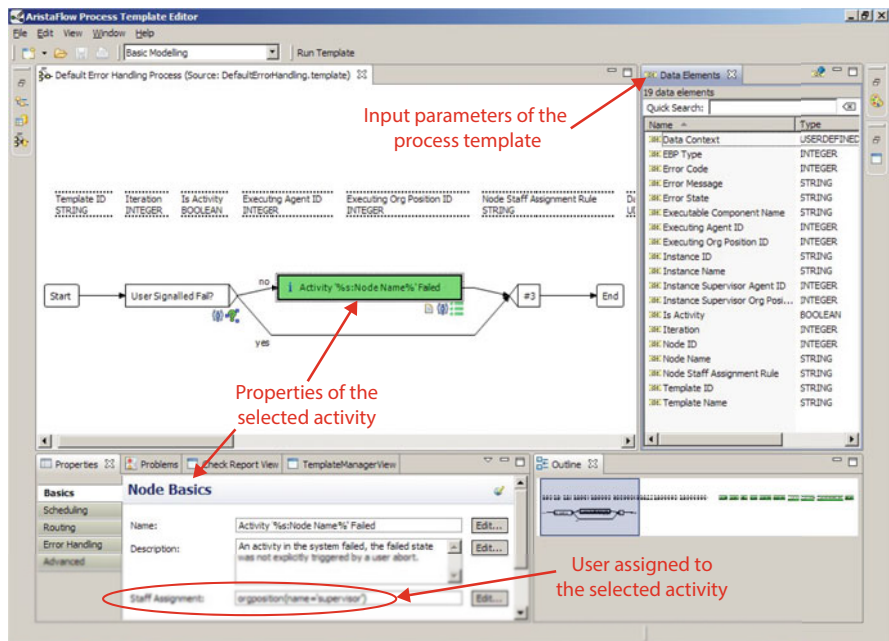 AristaFlow Process Template Editor
File Edit View Window Help
Basic Modelling Run Template
Default Error Handling Process (Source: DefaultErrorHandling.template)
Data Elements
19 data elements
Quick Search:
Name Type
Data Context USERDEFINED
EBP Type INTEGER
Error Code INTEGER
Error Message STRING
Error State STRING
Executable Component Name STRING
Executing Agent ID INTEGER
Executing Org Position ID INTEGER
Instance ID STRING
Instance Name STRING
Instance Supervisor Agent ID INTEGER
Instance Supervisor Org Posi... INTEGER
Is Activity BOOLEAN
Iteration INTEGER
Node ID INTEGER
Node Name STRING
Node Staff Assignment Rule STRING
Template ID STRING
Template Name STRING
Input parameters of the
process template
Template ID Iteration Is Activity Executing Agent ID Executing Org Position ID Node Staff Assignment Rule
STRING INTEGER BOOLEAN INTEGER INTEGER STRING
Start
User Signalled Fail?
no
Activity '%s:Node Name%' Failed
#3
End
yes
Properties of the
selected activity
Properties Problems Check Report View TemplateManagerView
Outline
Basics
Scheduling
Routing
Error Handling
Advanced
Node Basics
Name: Activity '%s:Node Name%' Failed Edit...
Description: An activity in the system failed, the failed state Edit...
was not explicitly triggered by a user abort.
Staff Assignment: orgposition(name='supervisor') Edit...
User assigned to
the selected activity